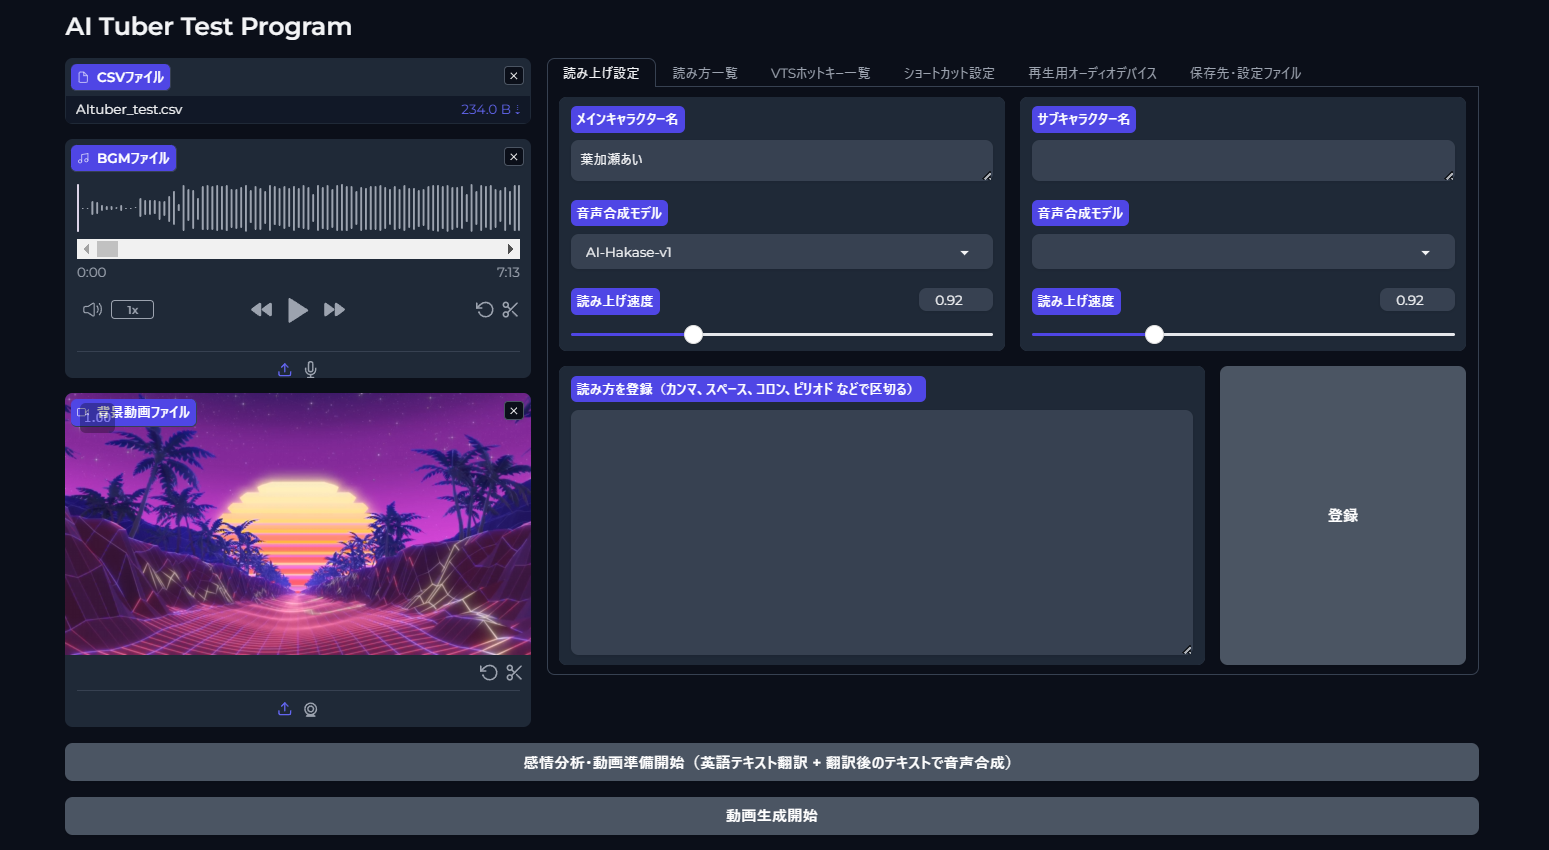 AI Tuber Test Program
CSVファイル
AItuber_test.csv
234.0 B ↓
BGMファイル
0:00
7:13
1x
背景動画ファイル
1.00
読み上げ設定
読み方一覧
VTSホットキー一覧
ショートカット設定
再生用オーディオデバイス
保存先・設定ファイル
メインキャラクター名
葉加瀬あい
音声合成モデル
AI-Hakase-v1
読み上げ速度
0.92
サブキャラクター名
音声合成モデル
読み上げ速度
0.92
読み方を登録（カンマ、スペース、コロン、ピリオド などで区切る）
登録
感情分析・動画準備開始（英語テキスト翻訳 + 翻訳後のテキストで音声合成）
動画生成開始